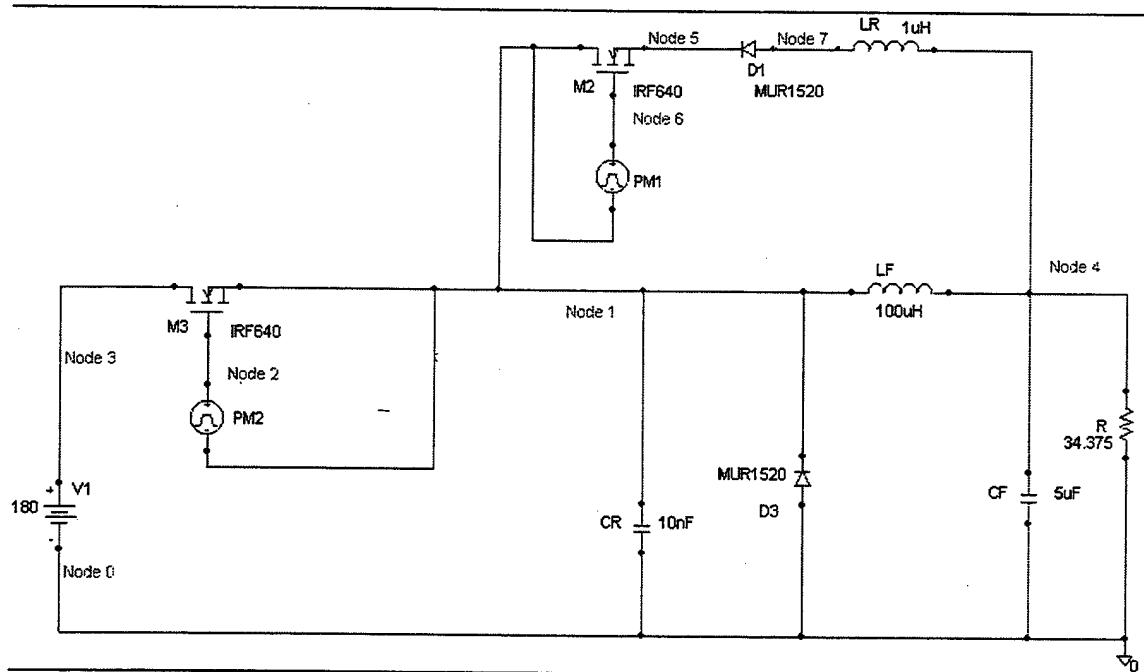 LR 1uH
Node 5
Node 7
D1
M2
IRF640
MUR1520
Node 6
PM1
LF
Node 4
100uH
Node 1
M3
IRF640
Node 3
Node 2
PM2
R
34.375
MUR1520
V1
180
+
-
CR
10nF
D3
CF
5uF
Node 0
0